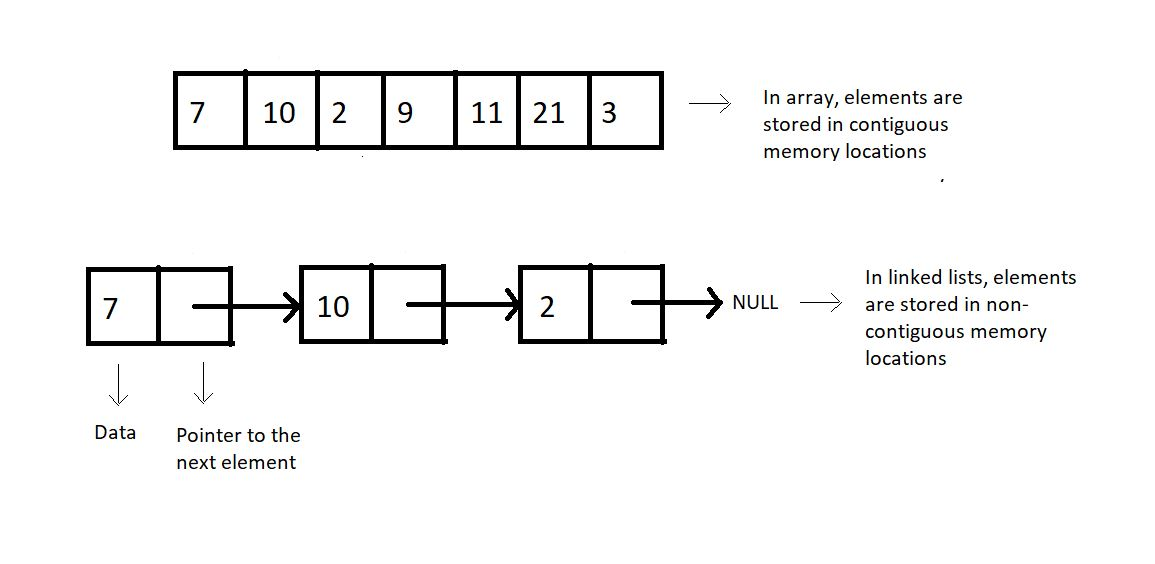 7 10 2 9 11 21 3
In array, elements are
stored in contiguous
memory locations
7 10 2 NULL
In linked lists, elements
are stored in non-
contiguous memory
locations
Data
Pointer to the
next element